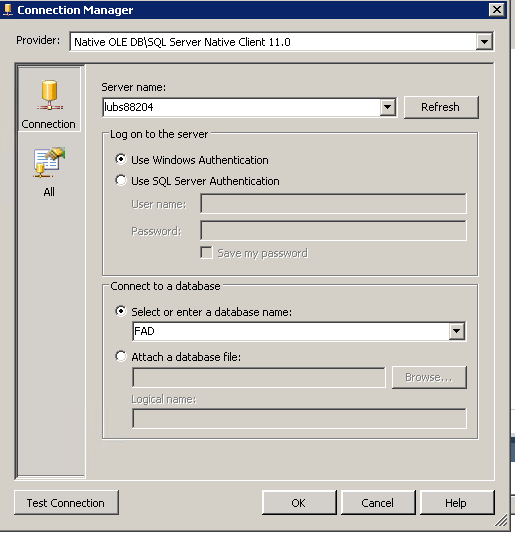 Connection Manager
Provider: Native OLE DB\SQL Server Native Client 11.0
Connection
All
Server name:
lubs88204
Refresh
Log on to the server
Use Windows Authentication
Use SQL Server Authentication
User name:
Password:
Save my password
Connect to a database
Select or enter a database name:
FAD
Attach a database file:
Browse...
Logical name:
Test Connection OK Cancel Help